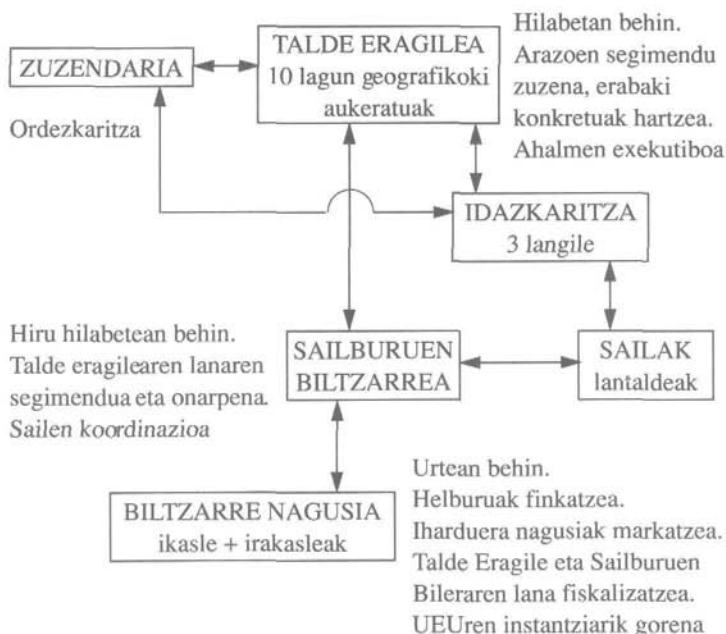 TALDE ERAGILEA
10 lagun geografikoki
aukeratuak
Hilabetan behin.
Arazoen segimendu
zuzena, erabaki
konkretuak hartzea.
Ahalmen exekutiboa
ZUZENDARIA
Ordezkaritza
IDAZKARITZA
3 langile
Hiru hilabetean behin.
Talde eragilearen lanaren
segimendua eta onarpena.
Sailen koordinazioa
SAILBURUEN
BILTZARREA
SAILAK
lantaldeak
BILTZARRE NAGUSIA
ikasle + irakasleak
Urtean behin.
Helburuak finkatzea.
Iharduera nagusiak markatzea.
Talde Eragile eta Sailburuen
Bileraren lana fiskalizatzea.
UEUren instantziarik gorena